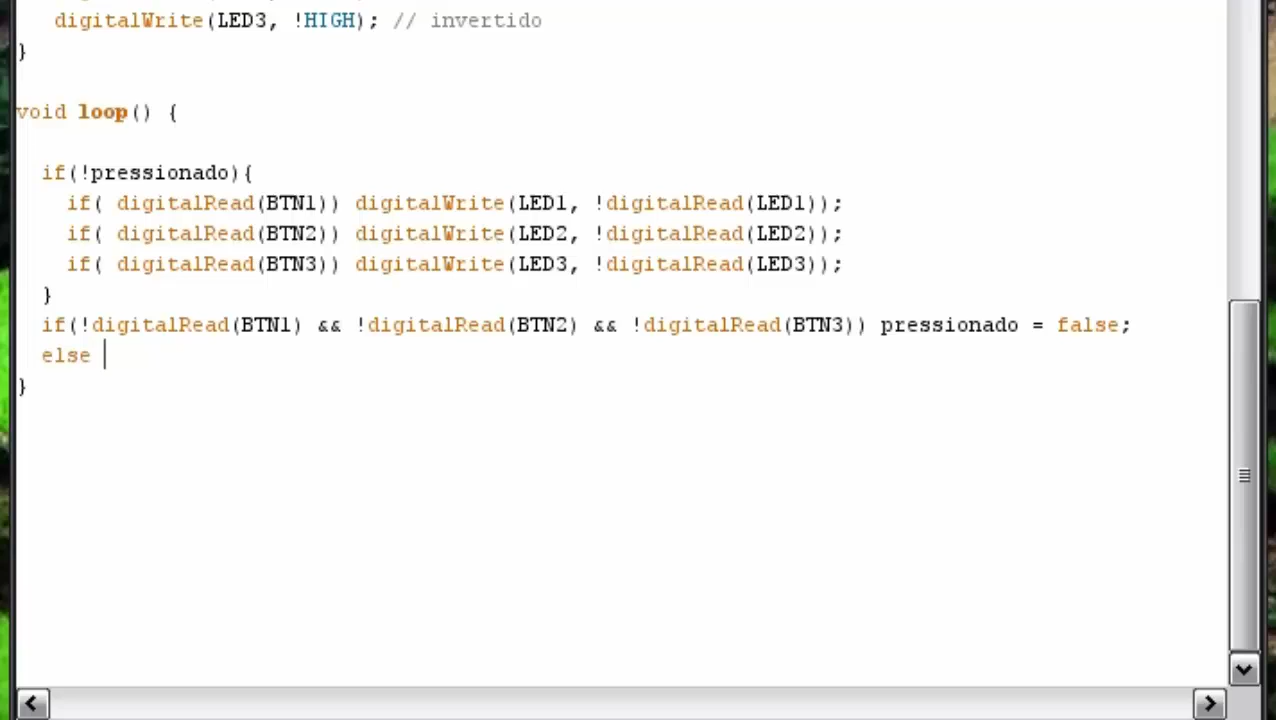 digitalWrite(LED3, !HIGH); // invertido
}
void loop() {
if(!pressionado){
if( digitalRead(BTN1)) digitalWrite(LED1, !digitalRead(LED1));
if( digitalRead(BTN2)) digitalWrite(LED2, !digitalRead(LED2));
if( digitalRead(BTN3)) digitalWrite(LED3, !digitalRead(LED3));
}
if(!digitalRead(BTN1) && !digitalRead(BTN2) && !digitalRead(BTN3)) pressionado = false;
else
}